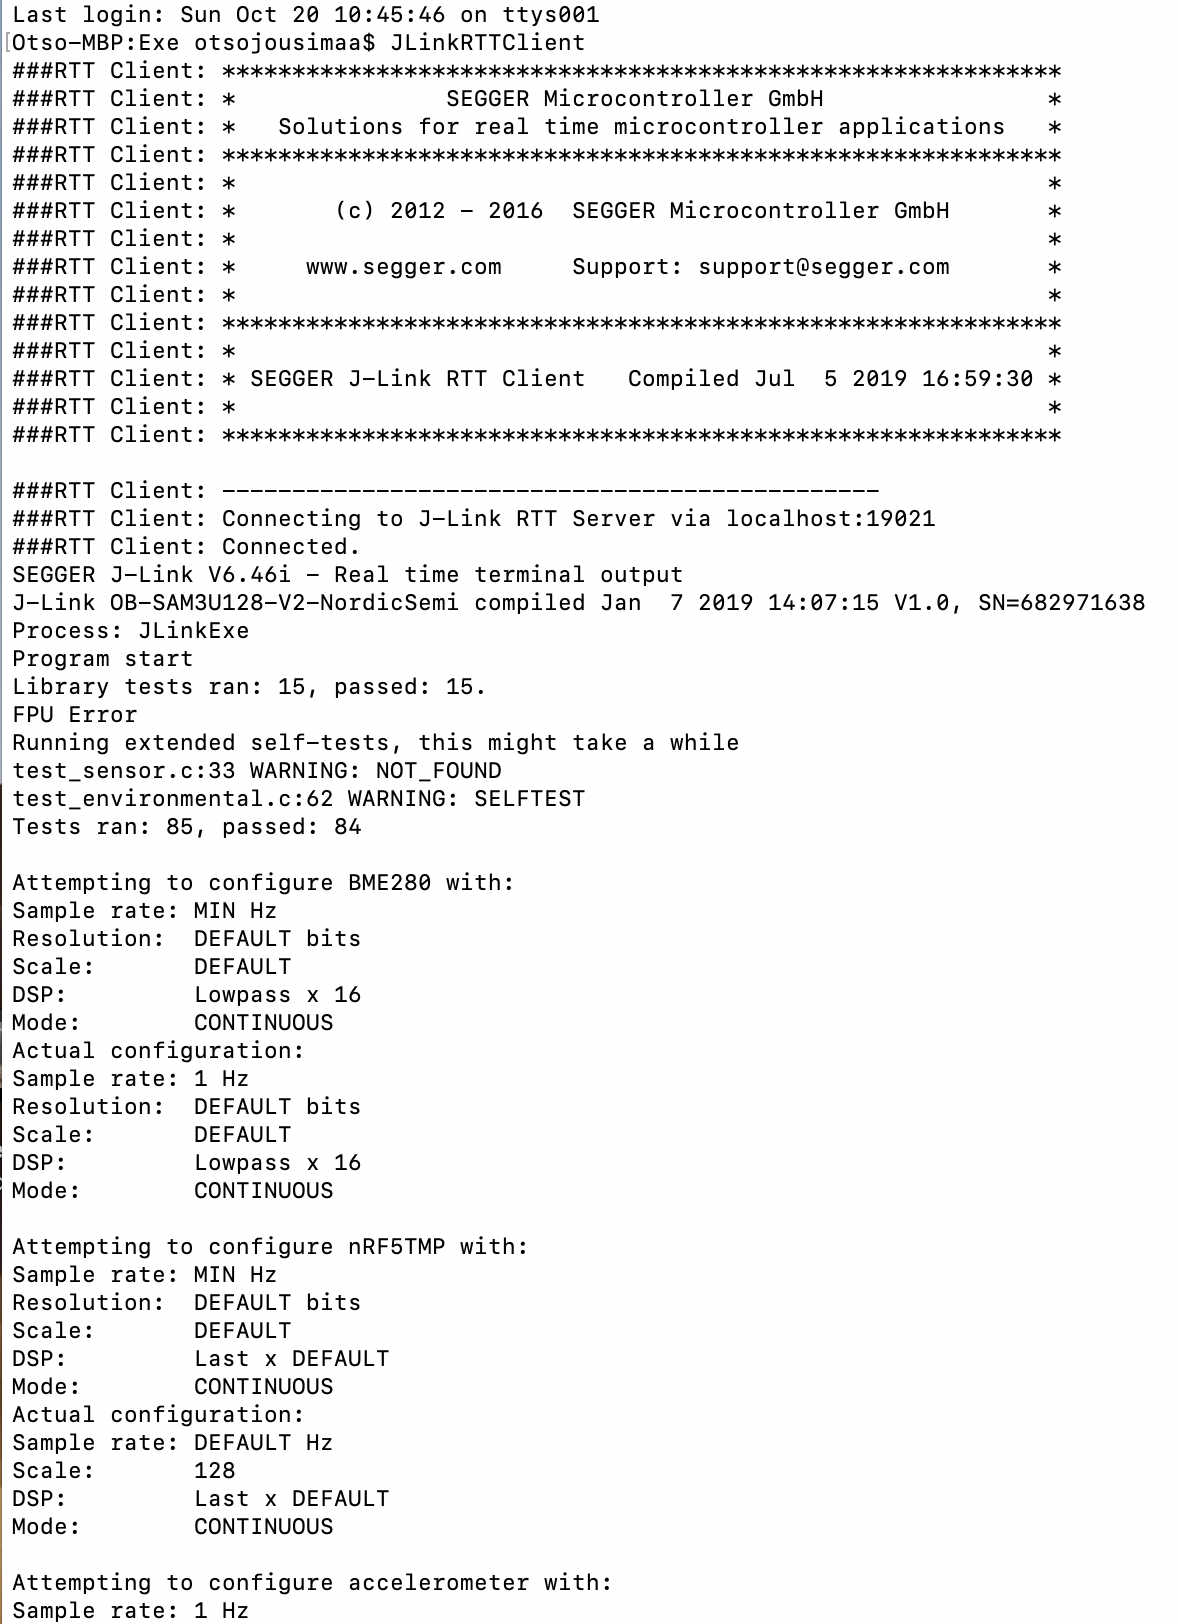 Last login: Sun Oct 20 10:45:46 on ttys001
[Otso-MBP:Exe otsojousimaa$ JLinkRTTClient
###RTT Client: ************************************************************
###RTT Client: *               SEGGER Microcontroller GmbH                *
###RTT Client: *   Solutions for real time microcontroller applications   *
###RTT Client: ************************************************************
###RTT Client: *                                                          *
###RTT Client: *       (c) 2012 - 2016  SEGGER Microcontroller GmbH       *
###RTT Client: *                                                          *
###RTT Client: *     www.segger.com     Support: support@segger.com       *
###RTT Client: *                                                          *
###RTT Client: ************************************************************
###RTT Client: *                                                          *
###RTT Client: * SEGGER J-Link RTT Client   Compiled Jul  5 2019 16:59:30 *
###RTT Client: *                                                          *
###RTT Client: ************************************************************
###RTT Client: -----------------------------------------------
###RTT Client: Connecting to J-Link RTT Server via localhost:19021
###RTT Client: Connected.
SEGGER J-Link V6.46i - Real time terminal output
J-Link OB-SAM3U128-V2-NordicSemi compiled Jan  7 2019 14:07:15 V1.0, SN=682971638
Process: JLinkExe
Program start
Library tests ran: 15, passed: 15.
FPU Error
Running extended self-tests, this might take a while
test_sensor.c:33 WARNING: NOT_FOUND
test_environmental.c:62 WARNING: SELFTEST
Tests ran: 85, passed: 84
Attempting to configure BME280 with:
Sample rate: MIN Hz
Resolution:  DEFAULT bits
Scale:       DEFAULT
DSP:         Lowpass x 16
Mode:        CONTINUOUS
Actual configuration:
Sample rate: 1 Hz
Resolution:  DEFAULT bits
Scale:       DEFAULT
DSP:         Lowpass x 16
Mode:        CONTINUOUS
Attempting to configure nRF5TMP with:
Sample rate: MIN Hz
Resolution:  DEFAULT bits
Scale:       DEFAULT
DSP:         Last x DEFAULT
Mode:        CONTINUOUS
Actual configuration:
Sample rate: DEFAULT Hz
Scale:       128
DSP:         Last x DEFAULT
Mode:        CONTINUOUS
Attempting to configure accelerometer with:
Sample rate: 1 Hz